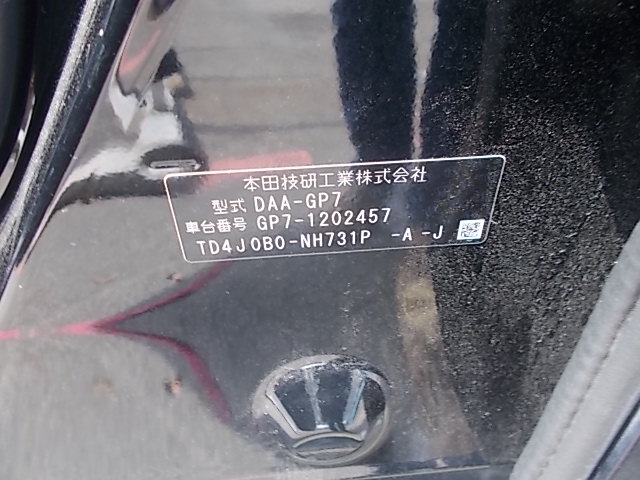 本田技研工業株式会社
型式 DAA-GP7
車台番号 GP7-1202457
TD4J0B0-NH731P -A -J